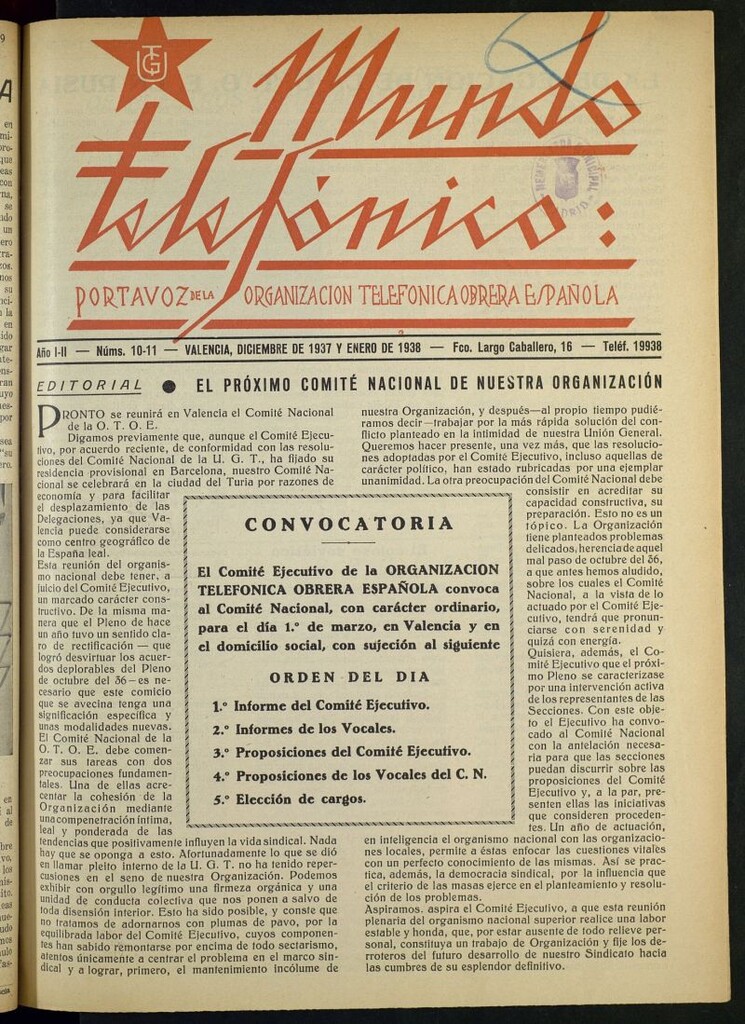 UGT
Mundo
Telefónico:
PORTAVOZ DE LA ORGANIZACION TELEFONICA OBRERA ESPAÑOLA
Año I-II — Núms. 10-11 — VALENCIA, DICIEMBRE DE 1937 Y ENERO DE 1938 — Fco. Largo Caballero, 16 — Teléf. 19938
EDITORIAL ● EL PRÓXIMO COMITÉ NACIONAL DE NUESTRA ORGANIZACIÓN
PRONTO se reunirá en Valencia el Comité Nacional
de la O. T. O. E.
Digamos previamente que, aunque el Comité Ejecu-
tivo, por acuerdo reciente, de conformidad con las resolu-
ciones del Comité Nacional de la U. G. T., ha fijado su
residencia provisional en Barcelona, nuestro Comité Na-
cional se celebrará en la ciudad del Turia por razones de
economía y para facilitar
el desplazamiento de las
Delegaciones, ya que Va-
lencia puede considerarse
como centro geográfico de
la España leal.
Esta reunión del organis-
mo nacional debe tener, a
juicio del Comité Ejecutivo,
un marcado carácter cons-
tructivo. De la misma ma-
nera que el Pleno de hace
un año tuvo un sentido cla-
ro de rectificación — que
logró desvirtuar los acuer-
dos deplorables del Pleno
de octubre del 36 — es ne-
cesario que este comicio
que se avecina tenga una
significación específica y
unas modalidades nuevas.
El Comité Nacional de la
O. T. O. E. debe comen-
zar sus tareas con dos
preocupaciones fundamen-
tales. Una de ellas acre-
centar la cohesión de la
Organización mediante
una compenetración íntima,
leal y ponderada de las
tendencias que positivamente influyen la vida sindical. Nada
hay que se oponga a esto. Afortunadamente lo que se dió
en llamar pleito interno de la U. G. T. no ha tenido reper-
cusiones en el seno de nuestra Organización. Podemos
exhibir con orgullo legítimo una firmeza orgánica y una
unidad de conducta colectiva que nos ponen a salvo de
toda disensión interior. Esto ha sido posible, y conste que
no tratamos de adornarnos con plumas de pavo, por la
equilibrada labor del Comité Ejecutivo, cuyos componen-
tes han sabido remontarse por encima de todo sectarismo,
atentos únicamente a centrar el problema en el marco sin-
dical y a lograr, primero, el mantenimiento incólume de
CONVOCATORIA
El Comité Ejecutivo de la ORGANIZACION
TELEFONICA OBRERA ESPAÑOLA convoca
al Comité Nacional, con carácter ordinario,
para el día 1.º de marzo, en Valencia y en
el domicilio social, con sujeción al siguiente
ORDEN DEL DIA
1.º Informe del Comité Ejecutivo.
2.º Informes de los Vocales.
3.º Proposiciones del Comité Ejecutivo.
4.º Proposiciones de los Vocales del C. N.
5.º Elección de cargos.
nuestra Organización, y después—al propio tiempo pudié-
ramos decir—trabajar por la más rápida solución del con-
flicto planteado en la intimidad de nuestra Unión General.
Queremos hacer presente, una vez más, que las resolucio-
nes adoptadas por el Comité Ejecutivo, incluso aquellas de
carácter político, han estado rubricadas por una ejemplar
unanimidad. La otra preocupación del Comité Nacional debe
consistir en acreditar su
capacidad constructiva, su
preparación. Esto no es un
tópico. La Organización
tiene planteados problemas
delicados, herencia de aquel
mal paso de octubre del 36,
a que antes hemos aludido,
sobre los cuales el Comité
Nacional, a la vista de lo
actuado por el Comité Eje-
cutivo, tendrá que pronun-
ciarse con serenidad y
quizá con energía.
Quisiera, además, el Co-
mité Ejecutivo que el próxi-
mo Pleno se caracterizase
por una intervención activa
de los representantes de las
Secciones. Con este obje-
to el Ejecutivo ha convo-
cado al Comité Nacional
con la antelación necesa-
ria para que las secciones
puedan discurrir sobre las
proposiciones del Comité
Ejecutivo y, a la par, pre-
senten ellas las iniciativas
que consideren proceden-
tes. Un año de actuación,
en inteligencia el organismo nacional con las organizacio-
nes locales, permite a éstas enfocar las cuestiones vitales
con un perfecto conocimiento de las mismas. Así se prac-
tica, además, la democracia sindical, por la influencia que
el criterio de las masas ejerce en el planteamiento y resolu-
ción de los problemas.
Aspiramos, aspira el Comité Ejecutivo, a que esta reunión
plenaria del organismo nacional superior realice una labor
estable y honda, que, por estar ausente de todo relieve per-
sonal, constituya un trabajo de Organización y fije los de-
rroteros del futuro desarrollo de nuestro Sindicato hacia
las cumbres de su esplendor definitivo.